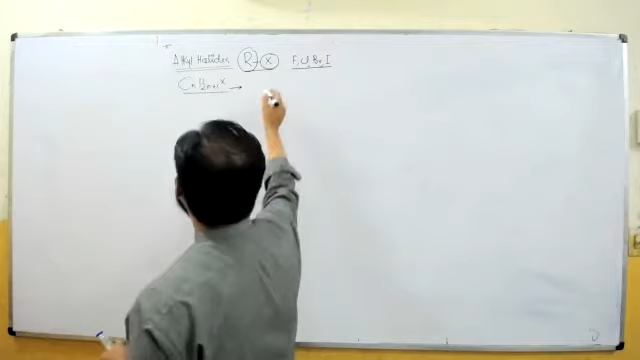 Alkyl Halides R-X F, Cl, Br, I
CnH2n+1X →